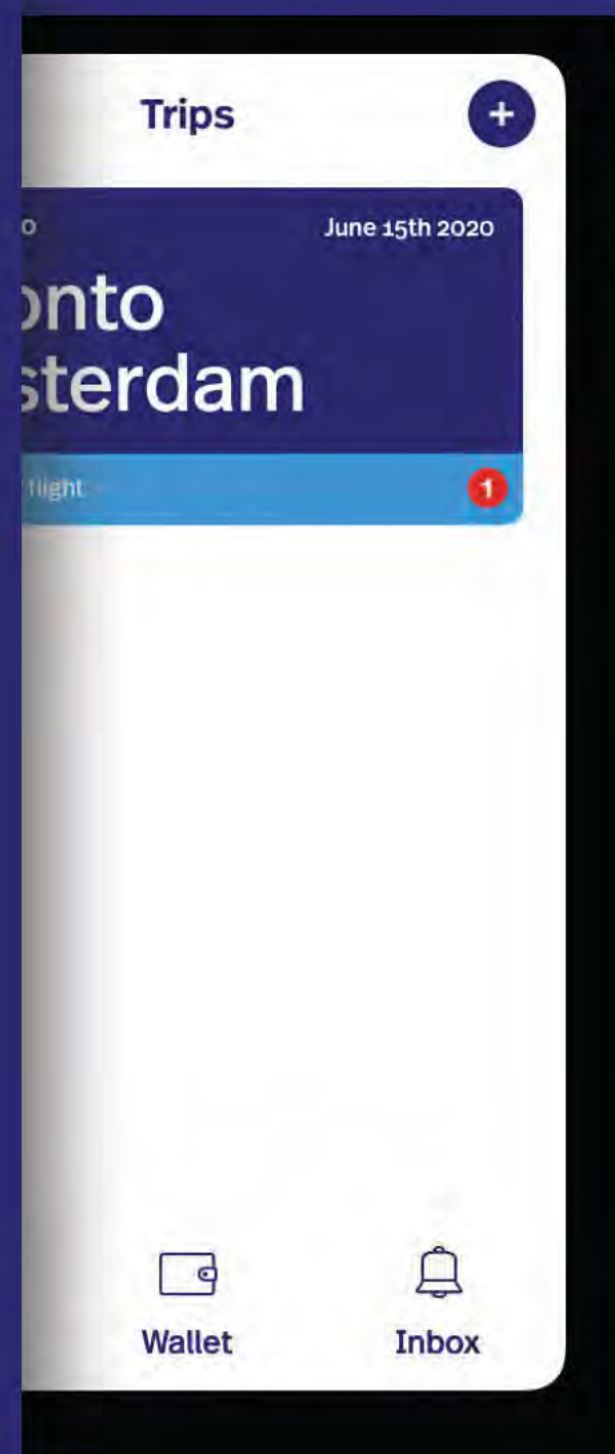 Trips
+
o June 15th 2020
onto
sterdam
flight
1
Wallet Inbox